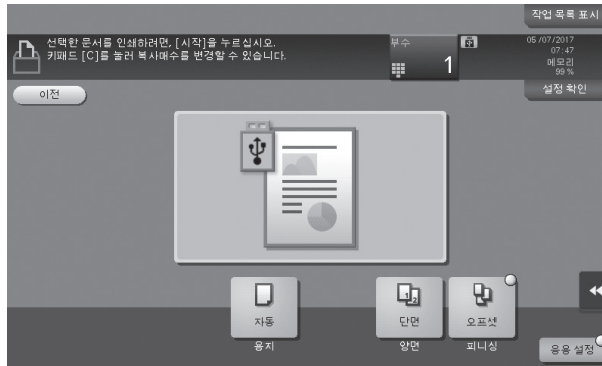 작업 목록 표시
선택한 문서를 인쇄하려면, [시작]을 누르십시오.
키패드 [C]를 눌러 복사매수를 변경할 수 있습니다.
부수
1
05/07/2017
07:47
메모리
99 %
이전
설정 확인
1 2
자동
단면
오프셋
용지
양면
피니싱
응용 설정